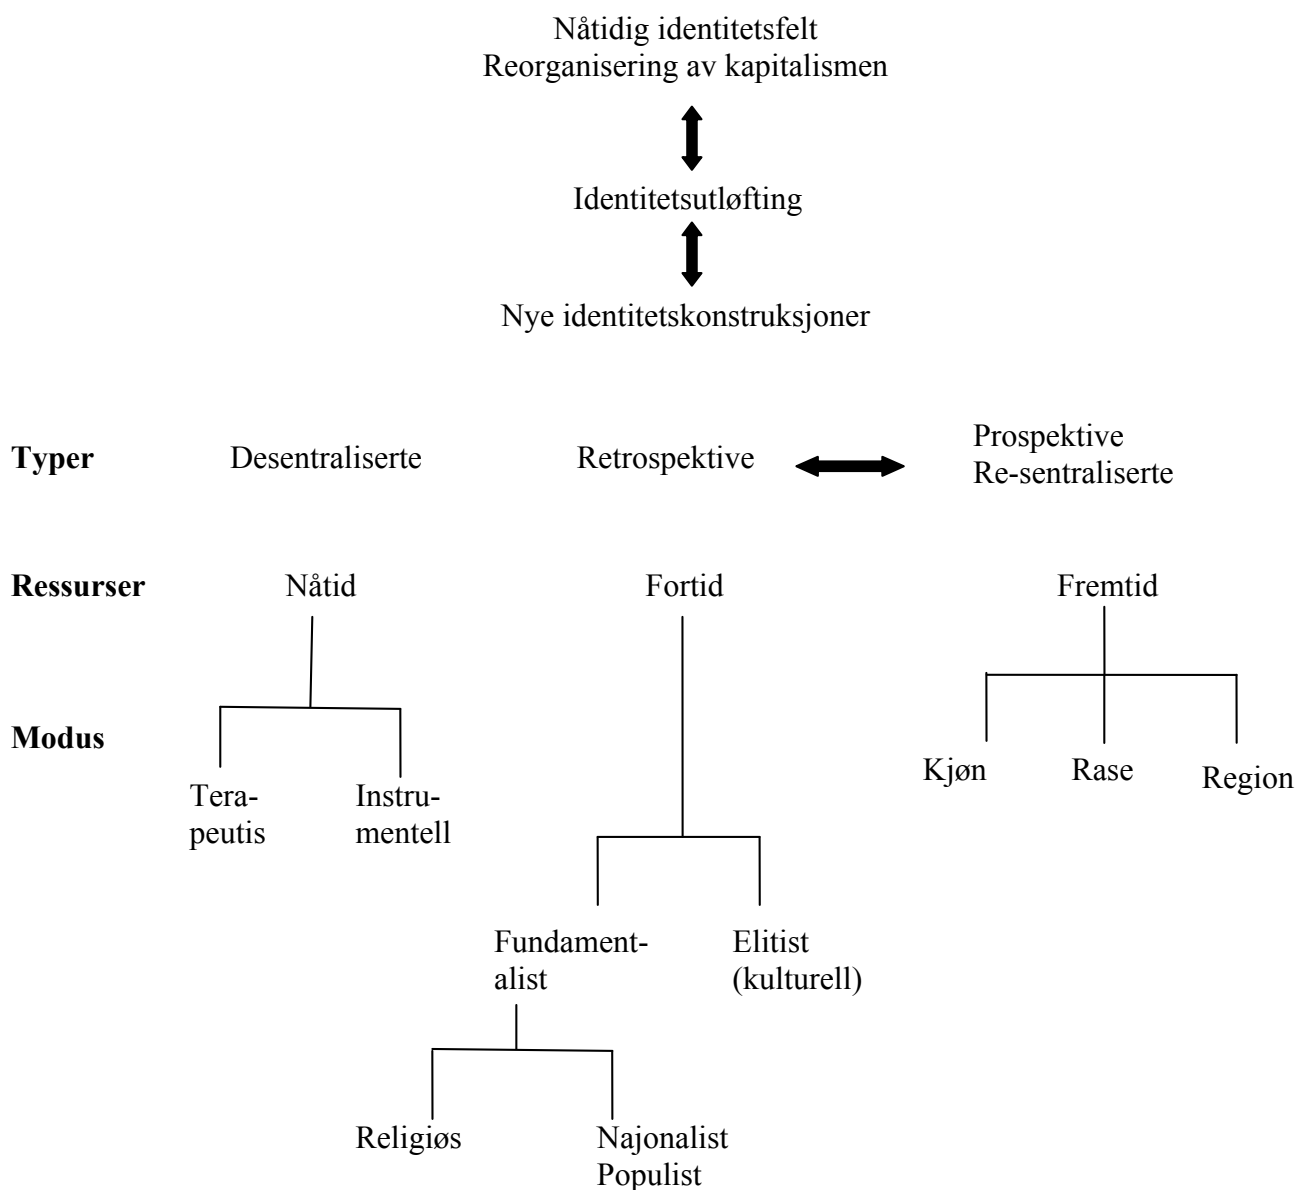 Nåtidig identitetsfelt
Reorganisering av kapitalismen
Identitetsutløfting
Nye identitetskonstruksjoner
Typer
Desentraliserte
Retrospektive
Prospektive
Re-sentraliserte
Ressurser
Nåtid
Fortid
Fremtid
Modus
Tera-
peutis
Instru-
mentell
Kjøn
Rase
Region
Fundament-
alist
Elitist
(kulturell)
Religiøs
Najonalist
Populist